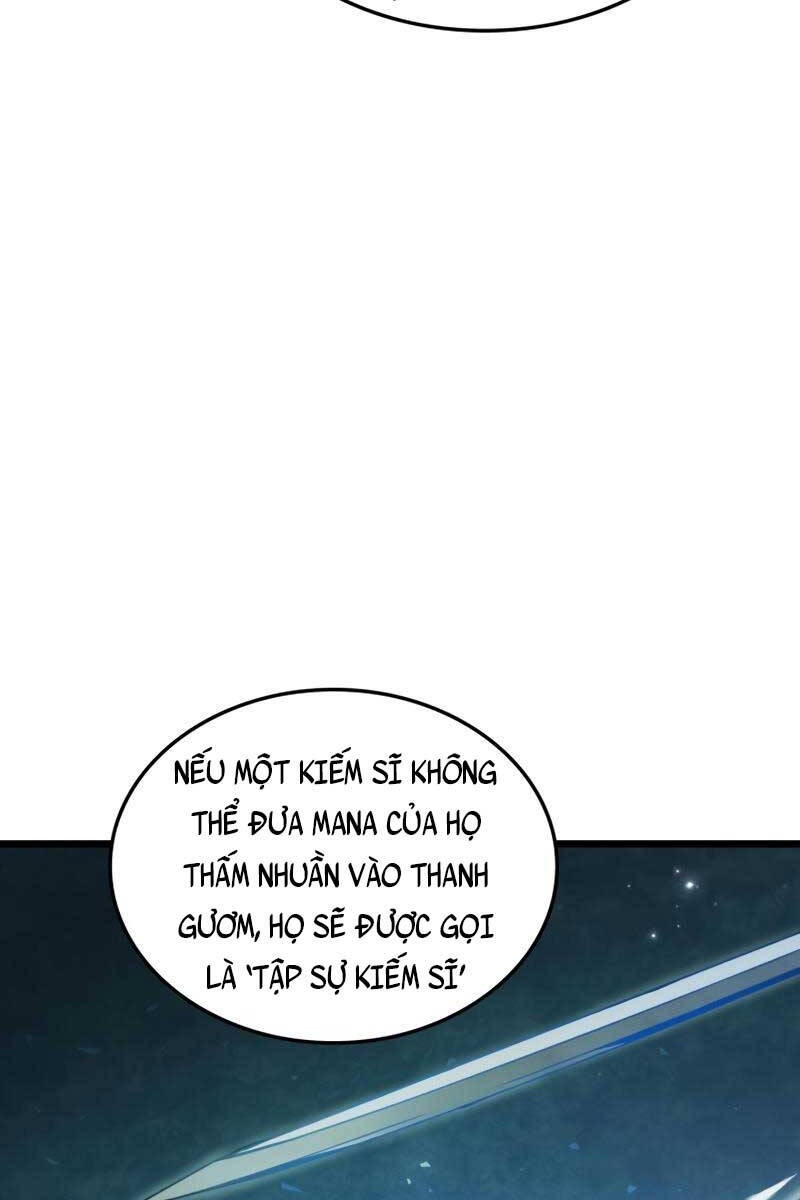 NẾU MỘT KIẾM SĨ KHÔNG
THỂ ĐƯA MANA CỦA HỌ
THẤM NHUẦN VÀO THANH
GƯƠM, HỌ SẼ ĐƯỢC GỌI
LÀ ‘TẬP SỰ KIẾM SĨ’